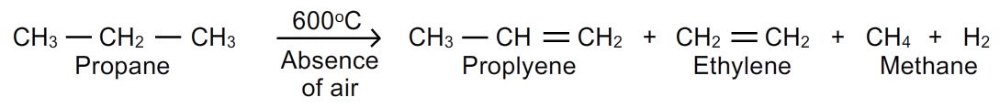 600°C
CH₃ — CH₂ — CH₃ → CH₃ — CH = CH₂ + CH₂ = CH₂ + CH₄ + H₂
Propane Absence of air Proplyene Ethylene Methane